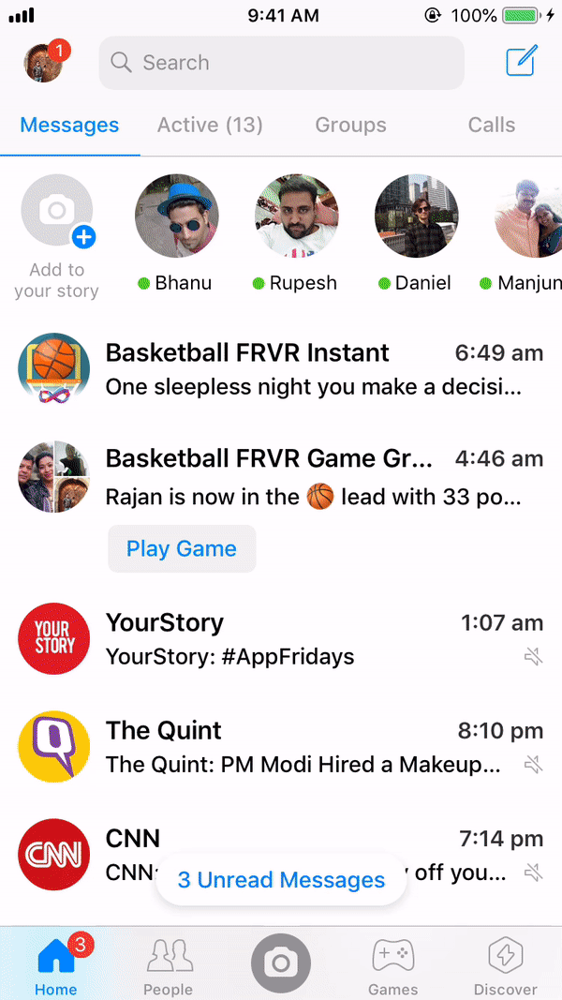 9:41 AM 100%
1
Search
Messages Active (13) Groups Calls
Add to
your story
Bhanu Rupesh Daniel Manjun
Basketball FRVR Instant 6:49 am
One sleepless night you make a decisi...
Basketball FRVR Game Gr... 4:46 am
Rajan is now in the 🏀 lead with 33 po...
Play Game
YOUR
STORY
YourStory 1:07 am
YourStory: #AppFridays
The Quint 8:10 pm
The Quint: PM Modi Hired a Makeup...
CNN
CNN 7:14 pm
CNN: off you...
3 Unread Messages
3
Home People Games Discover